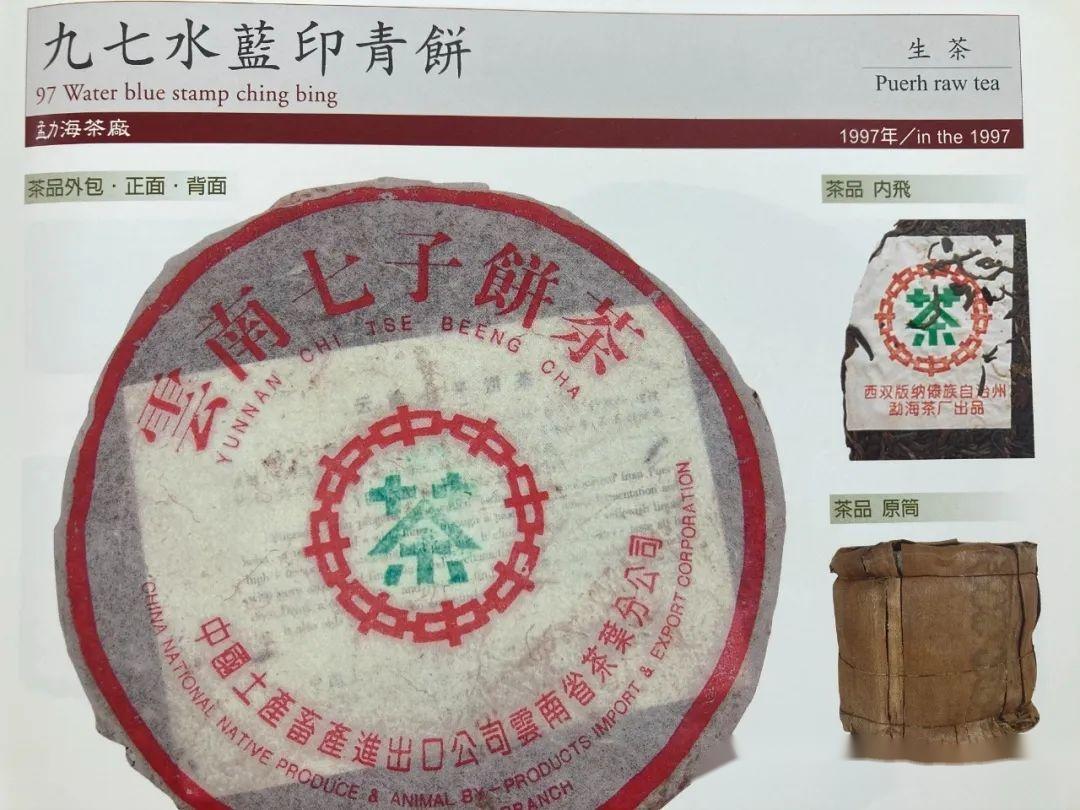 九七水藍印青餅
97 Water blue stamp ching bing
生 茶
Puerh raw tea
勐海茶廠
1997年／in the 1997
茶品外包・正面・背面
雲南七子餅茶
YUNNAN CHI TSE BEENG CHA
茶
中國土產畜產進出口公司雲南省茶葉分公司
CHINA NATIONAL NATIVE PRODUCE & ANIMAL BY-PRODUCTS IMPORT & EXPORT CORPORATION
BRANCH
茶品 內飛
茶
西双版纳傣族自治州
勐海茶厂出品
茶品 原筒